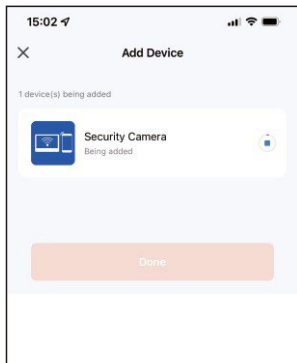 15:02
Add Device
1 device(s) being added
Security Camera
Being added
Done